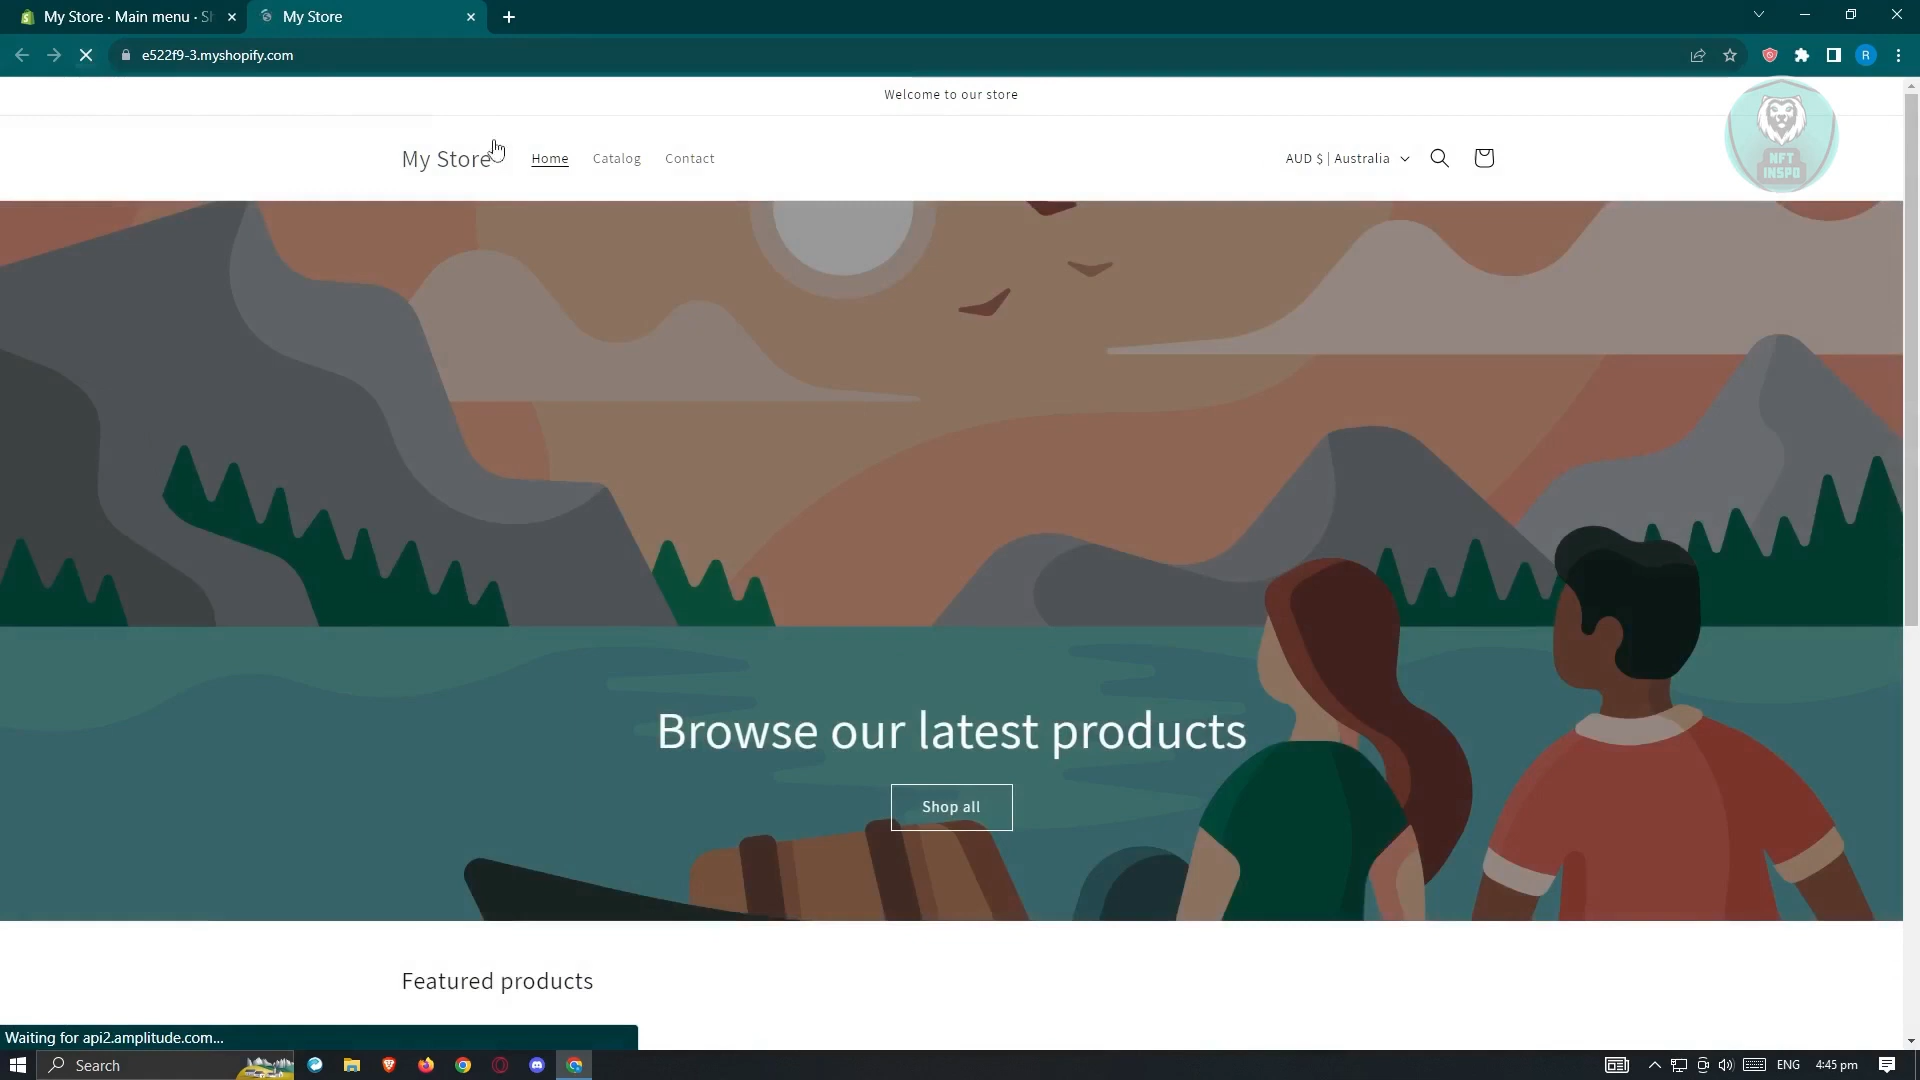 My Store · Main menu · Sh
My Store
e522f9-3.myshopify.com
R
Welcome to our store
NFT
INSPO
My Store
Home
Catalog
Contact
AUD $ | Australia
Browse our latest products
Shop all
Featured products
Waiting for api2.amplitude.com...
Search
ENG
4:45 pm